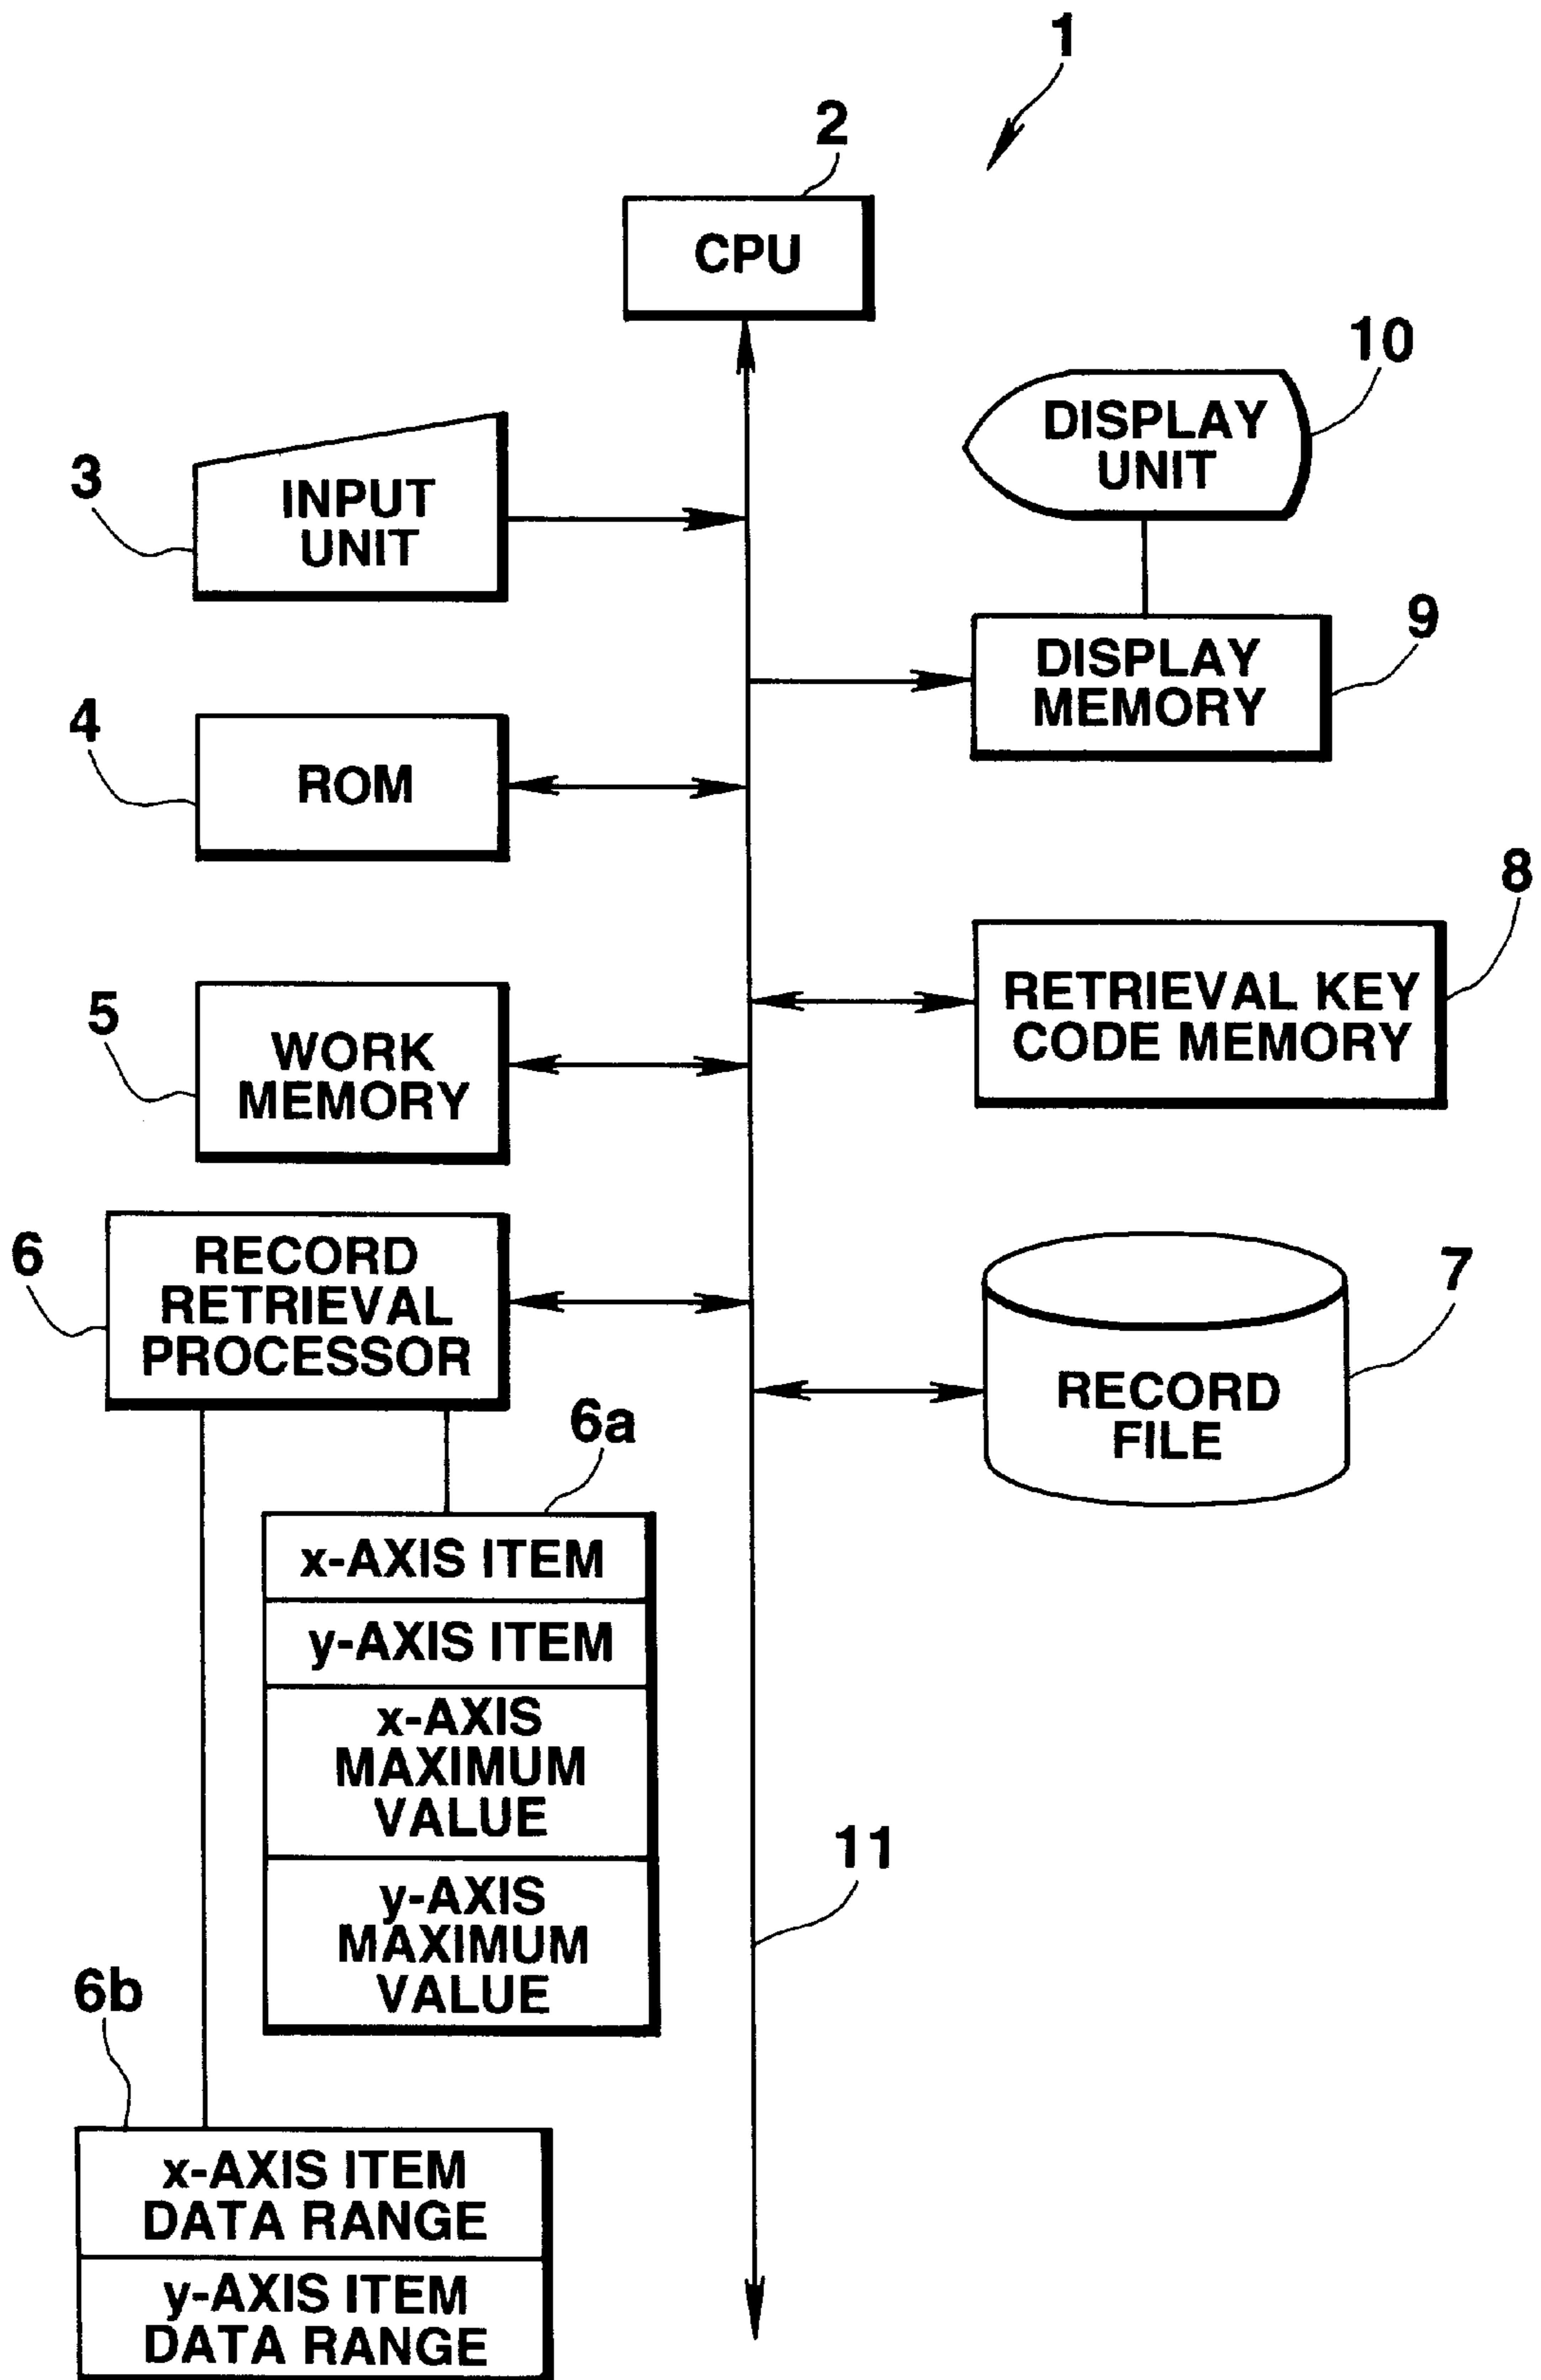 1
2
CPU
10
DISPLAY
UNIT
3
INPUT
UNIT
9
DISPLAY
MEMORY
4
ROM
8
RETRIEVAL KEY
CODE MEMORY
5
WORK
MEMORY
6
RECORD
RETRIEVAL
PROCESSOR
7
RECORD
FILE
6a
x-AXIS ITEM
y-AXIS ITEM
x-AXIS
MAXIMUM
VALUE
y-AXIS
MAXIMUM
VALUE
11
6b
x-AXIS ITEM
DATA RANGE
y-AXIS ITEM
DATA RANGE